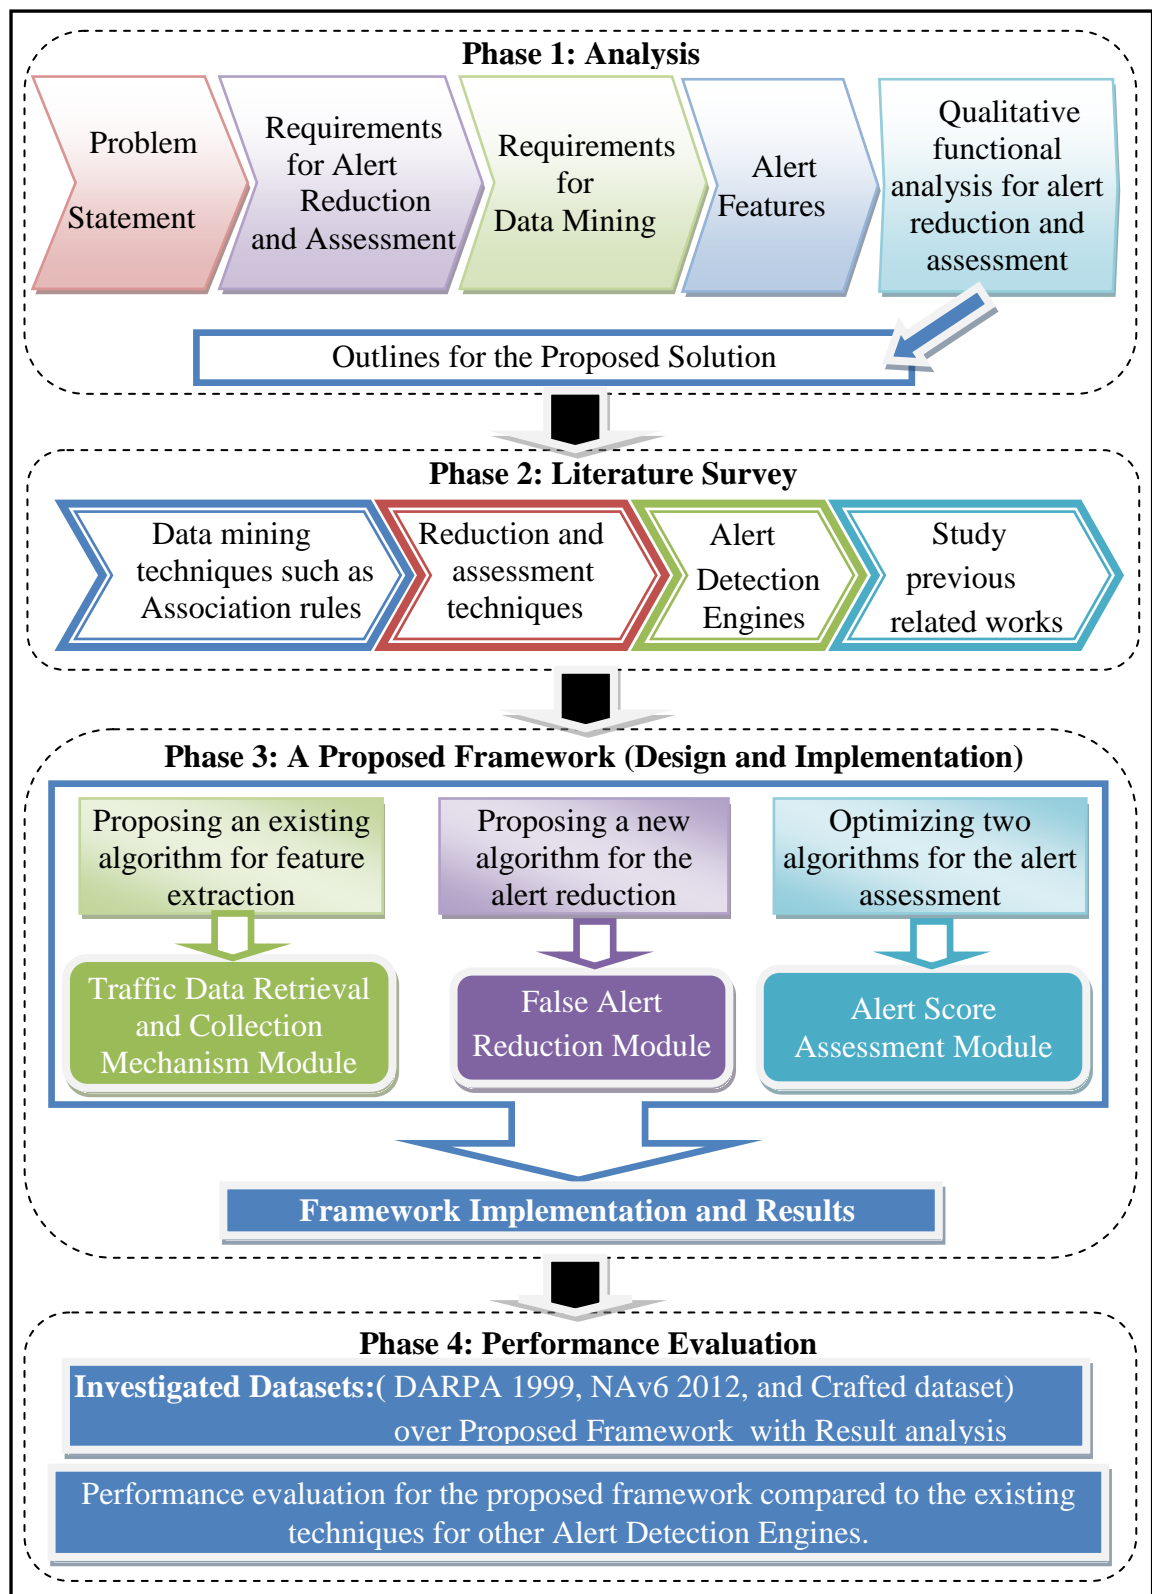 Phase 1: Analysis
Problem
Statement
Requirements
for Alert
Reduction
and Assessment
Requirements
for
Data Mining
Alert
Features
Qualitative
functional
analysis for alert
reduction and
assessment
Outlines for the Proposed Solution
Phase 2: Literature Survey
Data mining
techniques such as
Association rules
Reduction and
assessment
techniques
Alert
Detection
Engines
Study
previous
related works
Phase 3: A Proposed Framework (Design and Implementation)
Proposing an existing
algorithm for feature
extraction
Proposing a new
algorithm for the
alert reduction
Optimizing two
algorithms for the alert
assessment
Traffic Data Retrieval
and Collection
Mechanism Module
False Alert
Reduction Module
Alert Score
Assessment Module
Framework Implementation and Results
Phase 4: Performance Evaluation
Investigated Datasets:( DARPA 1999, NAv6 2012, and Crafted dataset)
over Proposed Framework with Result analysis
Performance evaluation for the proposed framework compared to the existing
techniques for other Alert Detection Engines.